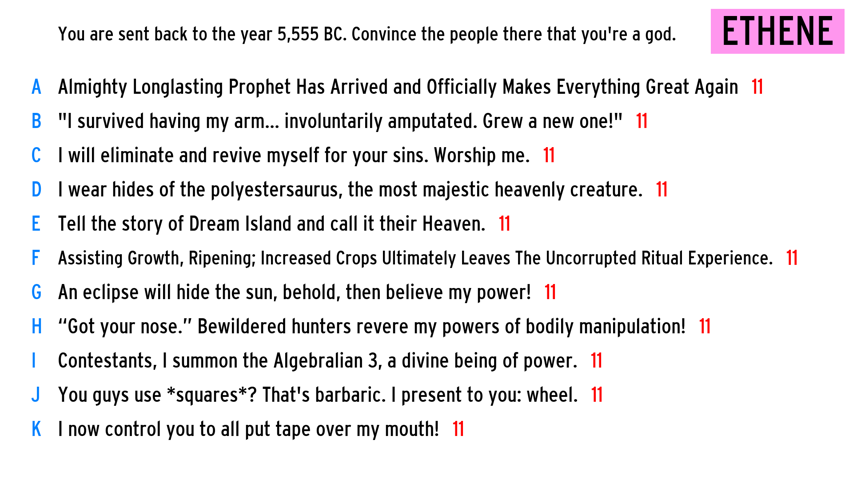 You are sent back to the year 5,555 BC. Convince the people there that you're a god.
ETHENE
A Almighty Longlasting Prophet Has Arrived and Officially Makes Everything Great Again 11
B "I survived having my arm... involuntarily amputated. Grew a new one!" 11
C I will eliminate and revive myself for your sins. Worship me. 11
D I wear hides of the polyestersaurus, the most majestic heavenly creature. 11
E Tell the story of Dream Island and call it their Heaven. 11
F Assisting Growth, Ripening; Increased Crops Ultimately Leaves The Uncorrupted Ritual Experience. 11
G An eclipse will hide the sun, behold, then believe my power! 11
H “Got your nose.” Bewildered hunters revere my powers of bodily manipulation! 11
I Contestants, I summon the Algebralian 3, a divine being of power. 11
J You guys use *squares*? That's barbaric. I present to you: wheel. 11
K I now control you to all put tape over my mouth! 11